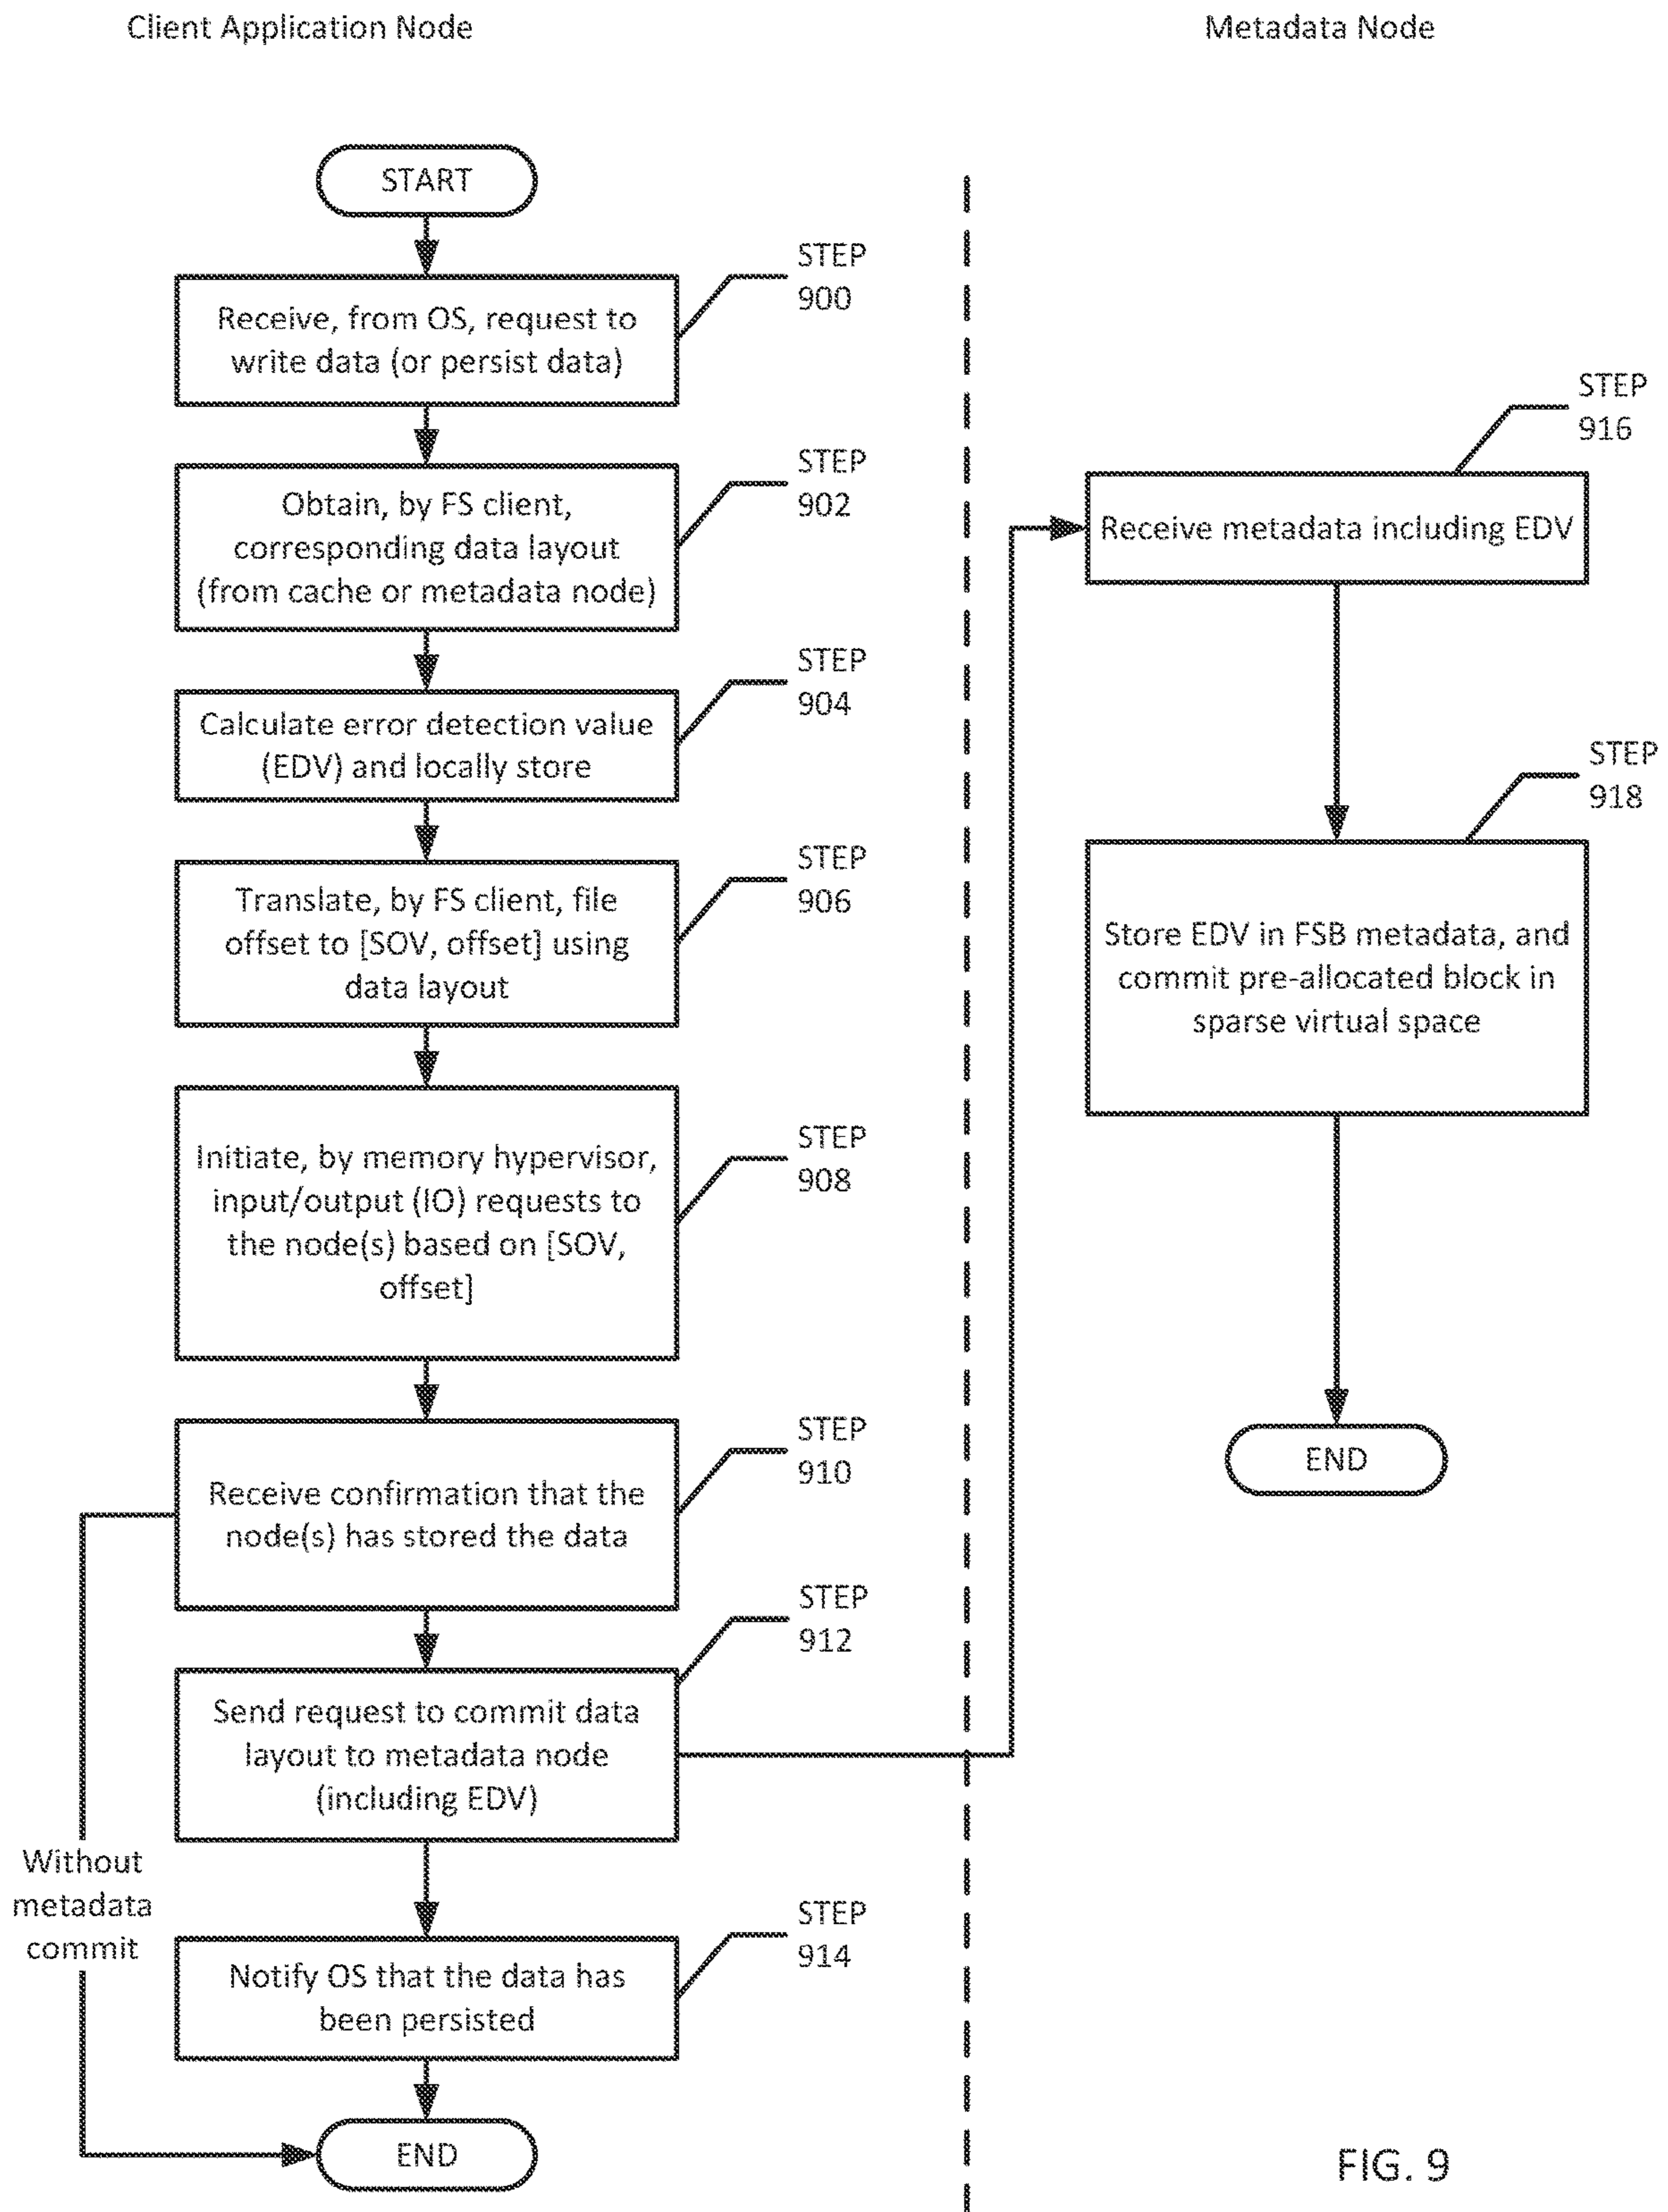 Client Application Node
Metadata Node
START
STEP
900
Receive, from OS, request to
write data (or persist data)
STEP
902
Obtain, by FS client,
corresponding data layout
(from cache or metadata node)
STEP
904
Calculate error detection value
(EDV) and locally store
STEP
906
Translate, by FS client, file
offset to [SOV, offset] using
data layout
STEP
908
Initiate, by memory hypervisor,
input/output (IO) requests to
the node(s) based on [SOV,
offset]
STEP
910
Receive confirmation that the
node(s) has stored the data
STEP
912
Send request to commit data
layout to metadata node
(including EDV)
Without
metadata
commit
STEP
914
Notify OS that the data has
been persisted
END
STEP
916
Receive metadata including EDV
STEP
918
Store EDV in FSB metadata, and
commit pre-allocated block in
sparse virtual space
END
FIG. 9